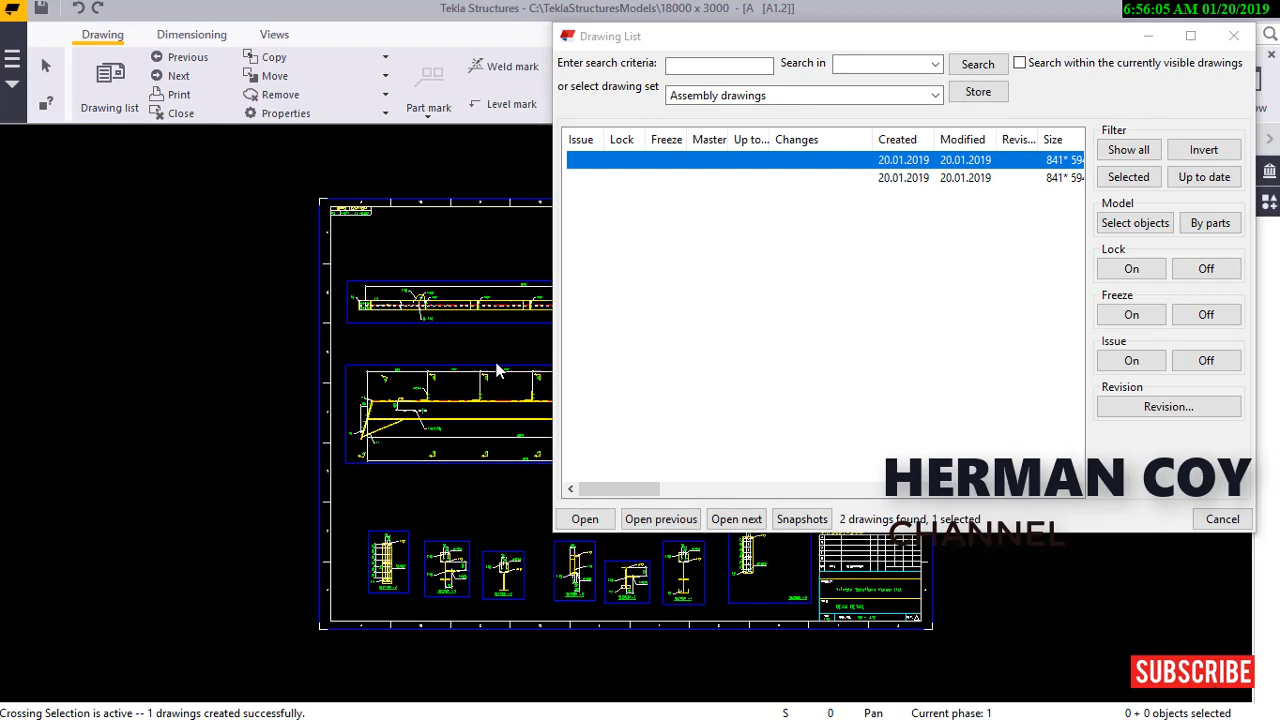 Tekla Structures - C:\TeklaStructuresModels\18000 x 3000 - [A [A1.2]]
6:56:05 AM 01/20/2019
Drawing
Dimensioning
Views
Drawing list
Previous
Next
Print
Close
Copy
Move
Remove
Properties
Part mark
Weld mark
Level mark
Drawing List
Enter search criteria:
Search in
Search
Search within the currently visible drawings
or select drawing set
Assembly drawings
Store
Issue Lock Freeze Master Up to... Changes Created Modified Revis... Size
20.01.2019 20.01.2019 841* 594
20.01.2019 20.01.2019 841* 594
Filter
Show all
Invert
Selected
Up to date
Model
Select objects
By parts
Lock
On
Off
Freeze
On
Off
Issue
On
Off
Revision
Revision...
HERMAN COY
CHANNEL
Open
Open previous
Open next
Snapshots
2 drawings found, 1 selected
Cancel
BEAM DETAIL
SUBSCRIBE
Crossing Selection is active -- 1 drawings created successfully.
S
0
Pan
Current phase: 1
0 + 0 objects selected